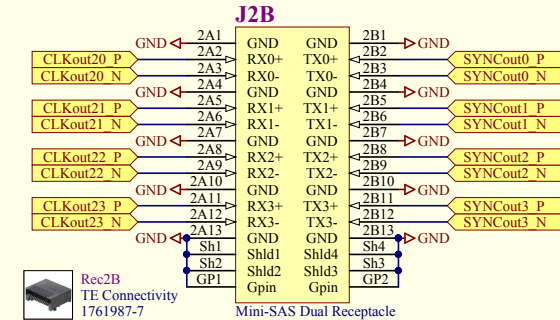 J2B
GND 2A1 GND GND 2B1 GND
CLKout20_P 2A2 RX0+ TX0+ 2B2 SYNCout0_P
CLKout20_N 2A3 RX0- TX0- 2B3 SYNCout0_N
GND 2A4 GND GND 2B4 GND
CLKout21_P 2A5 RX1+ TX1+ 2B5 SYNCout1_P
CLKout21_N 2A6 RX1- TX1- 2B6 SYNCout1_N
GND 2A7 GND GND 2B7 GND
CLKout22_P 2A8 RX2+ TX2+ 2B8 SYNCout2_P
CLKout22_N 2A9 RX2- TX2- 2B9 SYNCout2_N
GND 2A10 GND GND 2B10 GND
CLKout23_P 2A11 RX3+ TX3+ 2B11 SYNCout3_P
CLKout23_N 2A12 RX3- TX3- 2B12 SYNCout3_N
GND 2A13 GND GND 2B13 GND
Sh1 Shld1 Shld4 Sh4
Sh2 Shld2 Shld3 Sh3
GP1 Gpin Gpin GP2
Rec2B
TE Connectivity
1761987-7
Mini-SAS Dual Receptacle